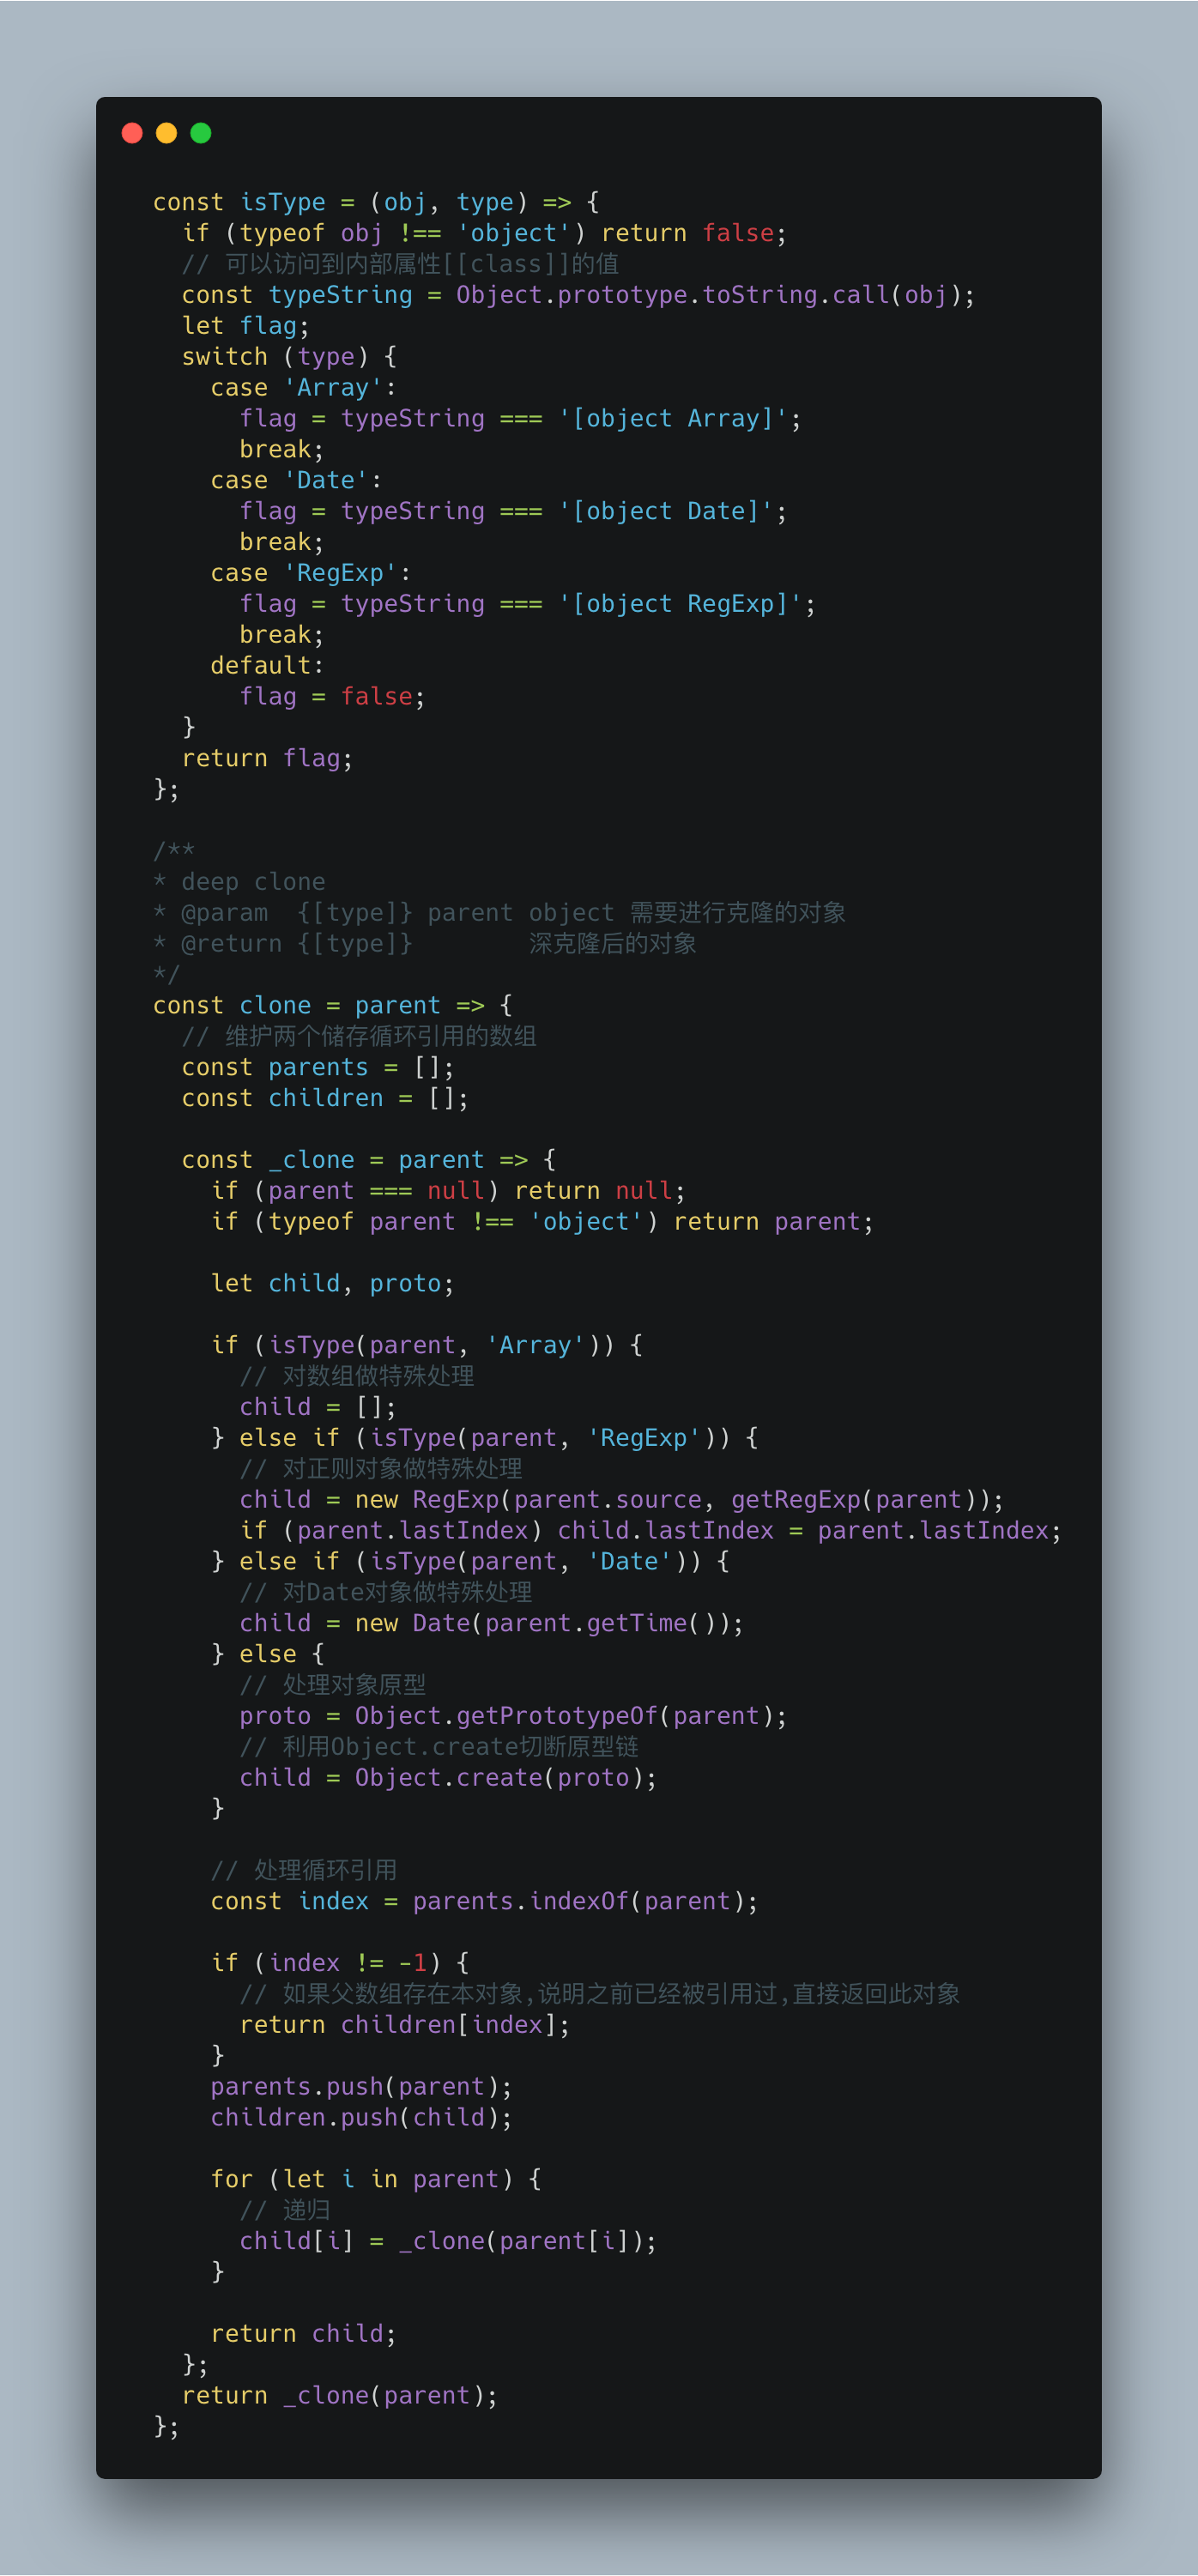 const isType = (obj, type) => {
  if (typeof obj !== 'object') return false;
  // 可以访问到内部属性[[class]]的值
  const typeString = Object.prototype.toString.call(obj);
  let flag;
  switch (type) {
    case 'Array':
      flag = typeString === '[object Array]';
      break;
    case 'Date':
      flag = typeString === '[object Date]';
      break;
    case 'RegExp':
      flag = typeString === '[object RegExp]';
      break;
    default:
      flag = false;
  }
  return flag;
};

/**
* deep clone
* @param  {[type]} parent object 需要进行克隆的对象
* @return {[type]}        深克隆后的对象
*/
const clone = parent => {
  // 维护两个储存循环引用的数组
  const parents = [];
  const children = [];

  const _clone = parent => {
    if (parent === null) return null;
    if (typeof parent !== 'object') return parent;

    let child, proto;

    if (isType(parent, 'Array')) {
      // 对数组做特殊处理
      child = [];
    } else if (isType(parent, 'RegExp')) {
      // 对正则对象做特殊处理
      child = new RegExp(parent.source, getRegExp(parent));
      if (parent.lastIndex) child.lastIndex = parent.lastIndex;
    } else if (isType(parent, 'Date')) {
      // 对Date对象做特殊处理
      child = new Date(parent.getTime());
    } else {
      // 处理对象原型
      proto = Object.getPrototypeOf(parent);
      // 利用Object.create切断原型链
      child = Object.create(proto);
    }

    // 处理循环引用
    const index = parents.indexOf(parent);

    if (index != -1) {
      // 如果父数组存在本对象,说明之前已经被引用过,直接返回此对象
      return children[index];
    }
    parents.push(parent);
    children.push(child);

    for (let i in parent) {
      // 递归
      child[i] = _clone(parent[i]);
    }

    return child;
  };
  return _clone(parent);
};